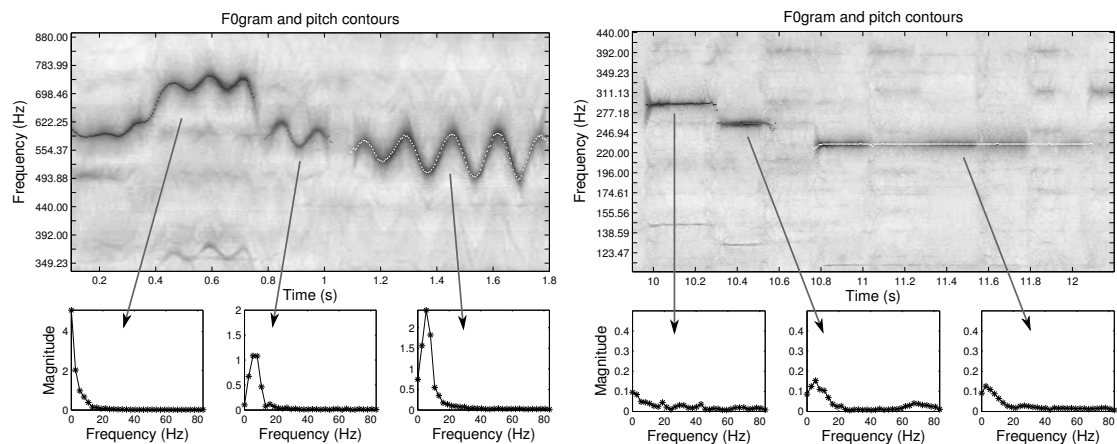 F0gram and pitch contours
880.00
783.99
698.46
622.25
554.37
493.88
440.00
392.00
349.23
Frequency (Hz)
0.2 0.4 0.6 0.8 1 1.2 1.4 1.6 1.8
Time (s)
Magnitude
4
2
0
0 20 40 60 80
Frequency (Hz)
2
1.5
1
0.5
0
0 20 40 60 80
Frequency (Hz)
2
1.5
1
0.5
0
0 20 40 60 80
Frequency (Hz)
F0gram and pitch contours
440.00
392.00
349.23
311.13
277.18
246.94
220.00
196.00
174.61
155.56
138.59
123.47
Frequency (Hz)
10 10.2 10.4 10.6 10.8 11 11.2 11.4 11.6 11.8 12
Time (s)
Magnitude
0.4
0.3
0.2
0.1
0
0 20 40 60 80
Frequency (Hz)
0.4
0.3
0.2
0.1
0
0 20 40 60 80
Frequency (Hz)
0.4
0.3
0.2
0.1
0
0 20 40 60 80
Frequency (Hz)